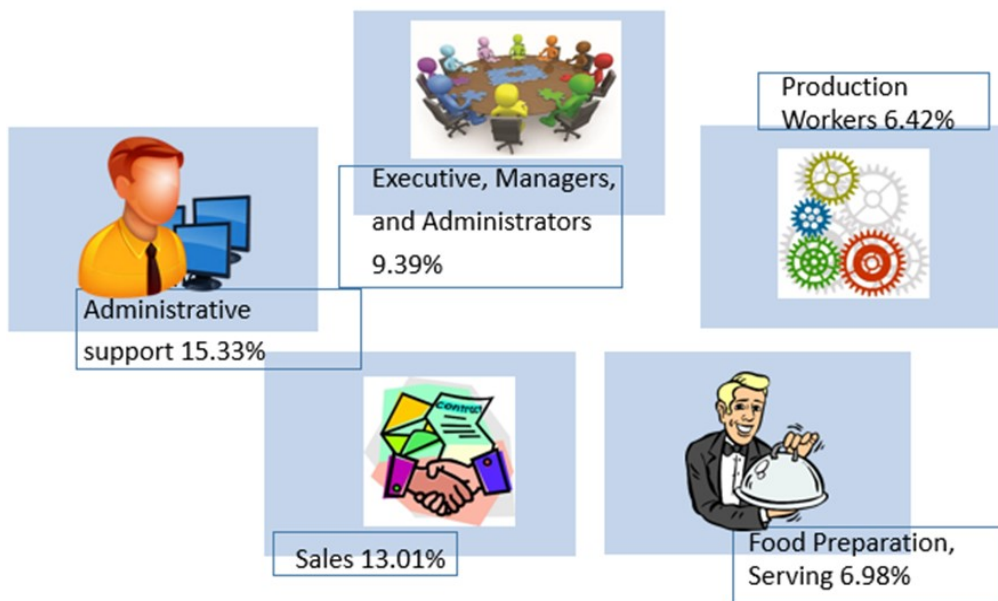 Executive, Managers,
and Administrators
9.39%
Production
Workers 6.42%
Administrative
support 15.33%
contract
Sales 13.01%
Food Preparation,
Serving 6.98%